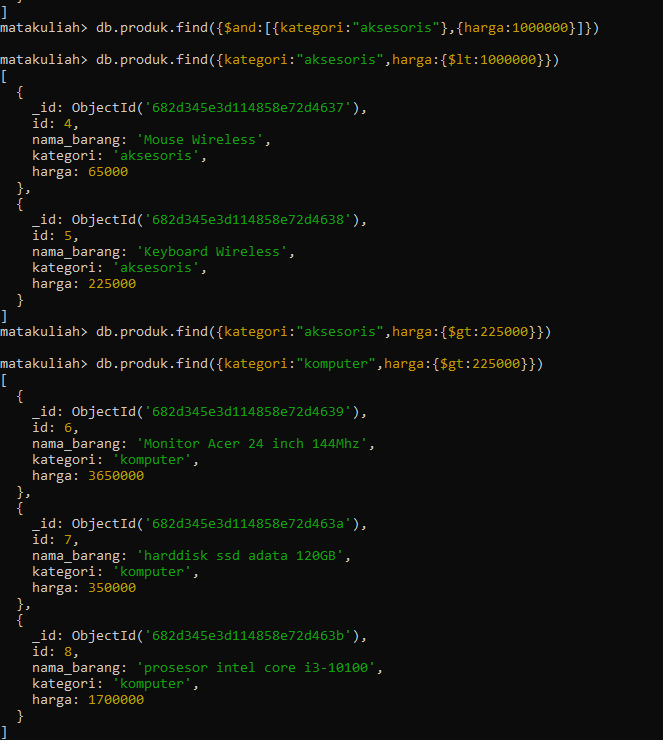 ]
matakuliah> db.produk.find({$and:[{kategori:"aksesoris"},{harga:1000000}]})
matakuliah> db.produk.find({kategori:"aksesoris",harga:{$lt:1000000}})
[
  {
    _id: ObjectId('682d345e3d114858e72d4637'),
    id: 4,
    nama_barang: 'Mouse Wireless',
    kategori: 'aksesoris',
    harga: 65000
  },
  {
    _id: ObjectId('682d345e3d114858e72d4638'),
    id: 5,
    nama_barang: 'Keyboard Wireless',
    kategori: 'aksesoris',
    harga: 225000
  }
]
matakuliah> db.produk.find({kategori:"aksesoris",harga:{$gt:225000}})
matakuliah> db.produk.find({kategori:"komputer",harga:{$gt:225000}})
[
  {
    _id: ObjectId('682d345e3d114858e72d4639'),
    id: 6,
    nama_barang: 'Monitor Acer 24 inch 144Mhz',
    kategori: 'komputer',
    harga: 3650000
  },
  {
    _id: ObjectId('682d345e3d114858e72d463a'),
    id: 7,
    nama_barang: 'harddisk ssd adata 120GB',
    kategori: 'komputer',
    harga: 350000
  },
  {
    _id: ObjectId('682d345e3d114858e72d463b'),
    id: 8,
    nama_barang: 'prosesor intel core i3-10100',
    kategori: 'komputer',
    harga: 1700000
  }
]